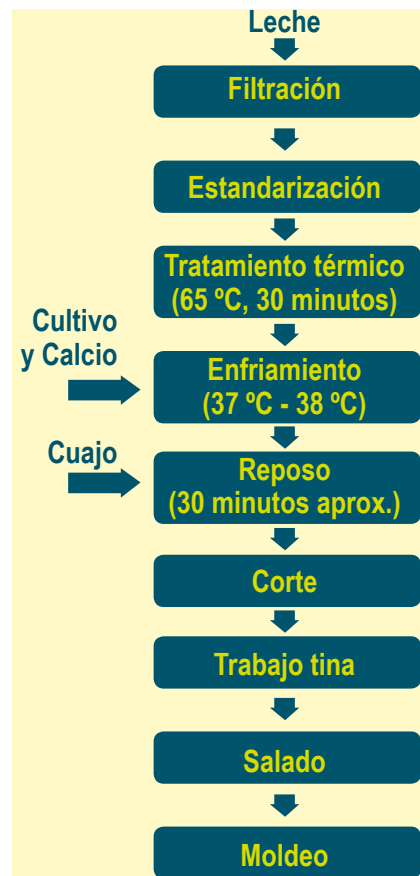 Leche
Filtración
Estandarización
Tratamiento térmico
(65 ºC, 30 minutos)
Cultivo
y Calcio
Enfriamiento
(37 ºC - 38 ºC)
Cuajo
Reposo
(30 minutos aprox.)
Corte
Trabajo tina
Salado
Moldeo